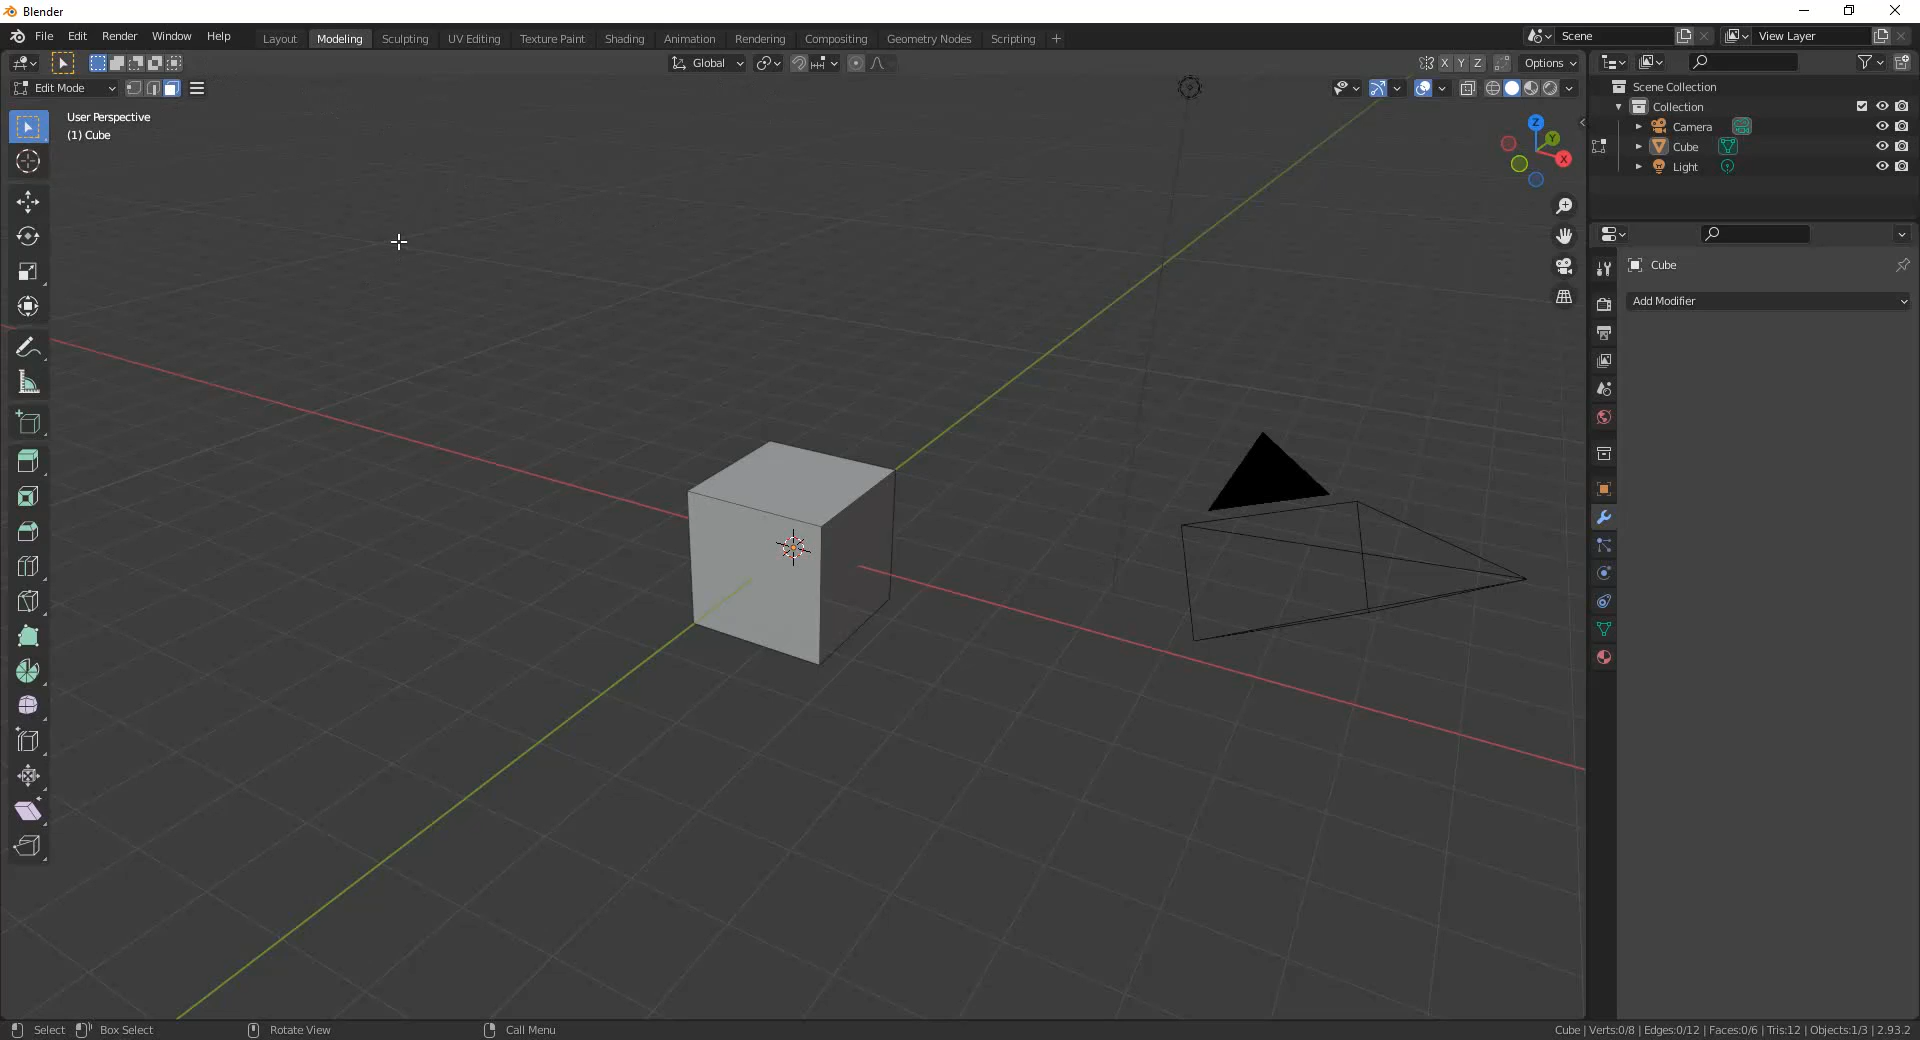 Blender
File Edit Render Window Help Layout Modeling Sculpting UV Editing Texture Paint Shading Animation Rendering Compositing Geometry Nodes Scripting + Scene View Layer
Global X Y Z Options
Edit Mode
User Perspective
(1) Cube
Z
Y
X
Scene Collection
Collection
Camera
Cube
Light
Cube
Add Modifier
Select Box Select Rotate View Call Menu Cube | Verts:0/8 | Edges:0/12 | Faces:0/6 | Tris:12 | Objects:1/3 | 2.93.2